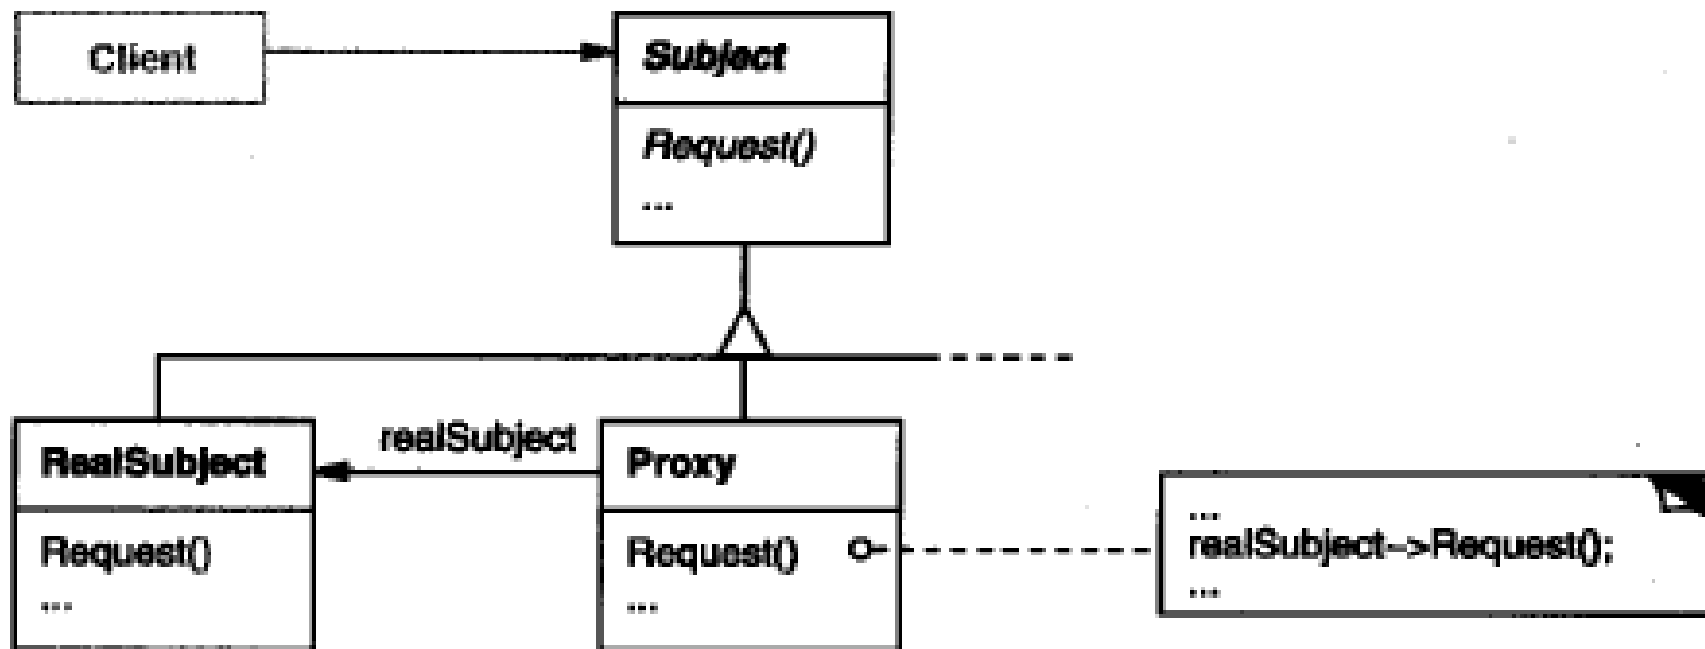 Client
Subject
Request()
...
realSubject
RealSubject
Request()
...
Proxy
Request()
...
...
realSubject->Request();
...